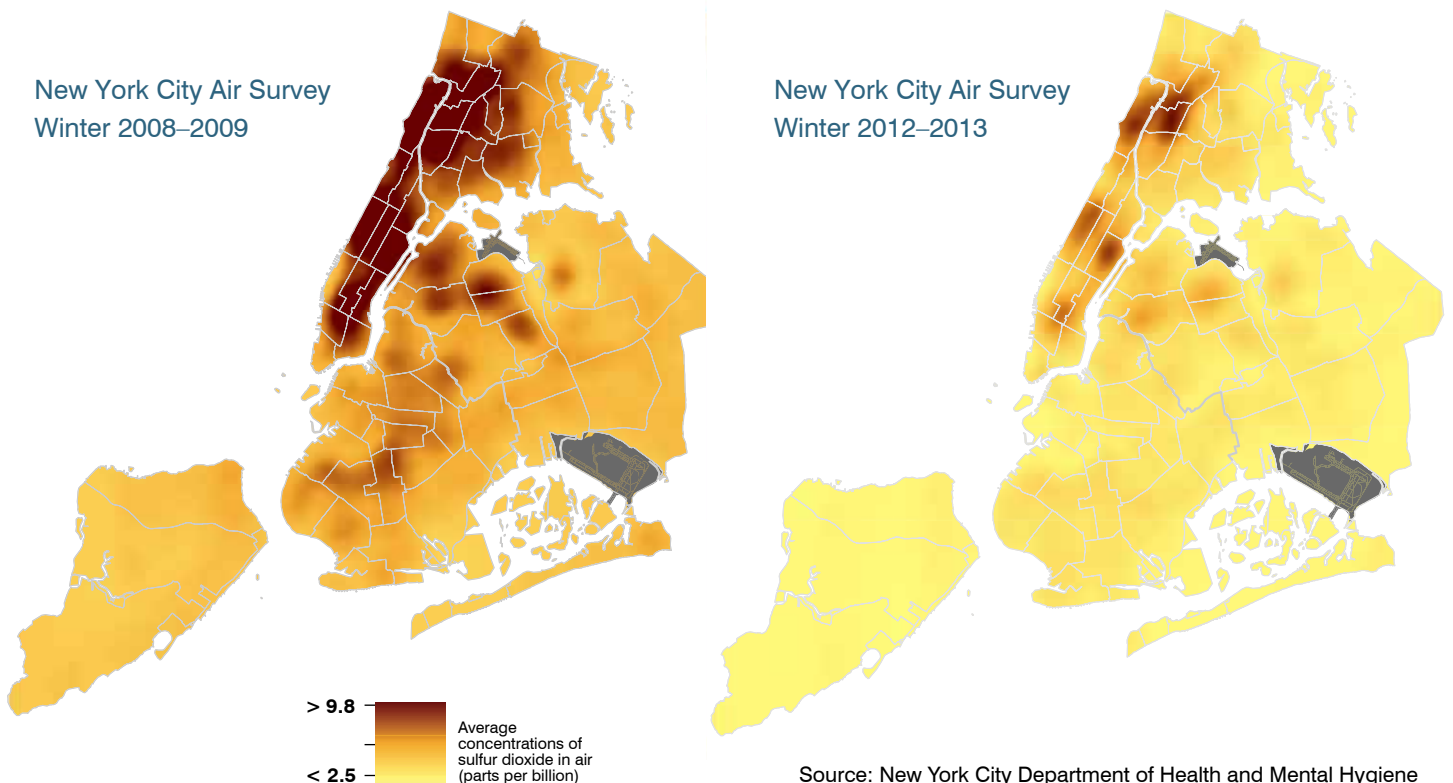 New York City Air Survey
Winter 2008–2009
New York City Air Survey
Winter 2012–2013
> 9.8
< 2.5
Average
concentrations of
sulfur dioxide in air
(parts per billion)
Source: New York City Department of Health and Mental Hygiene